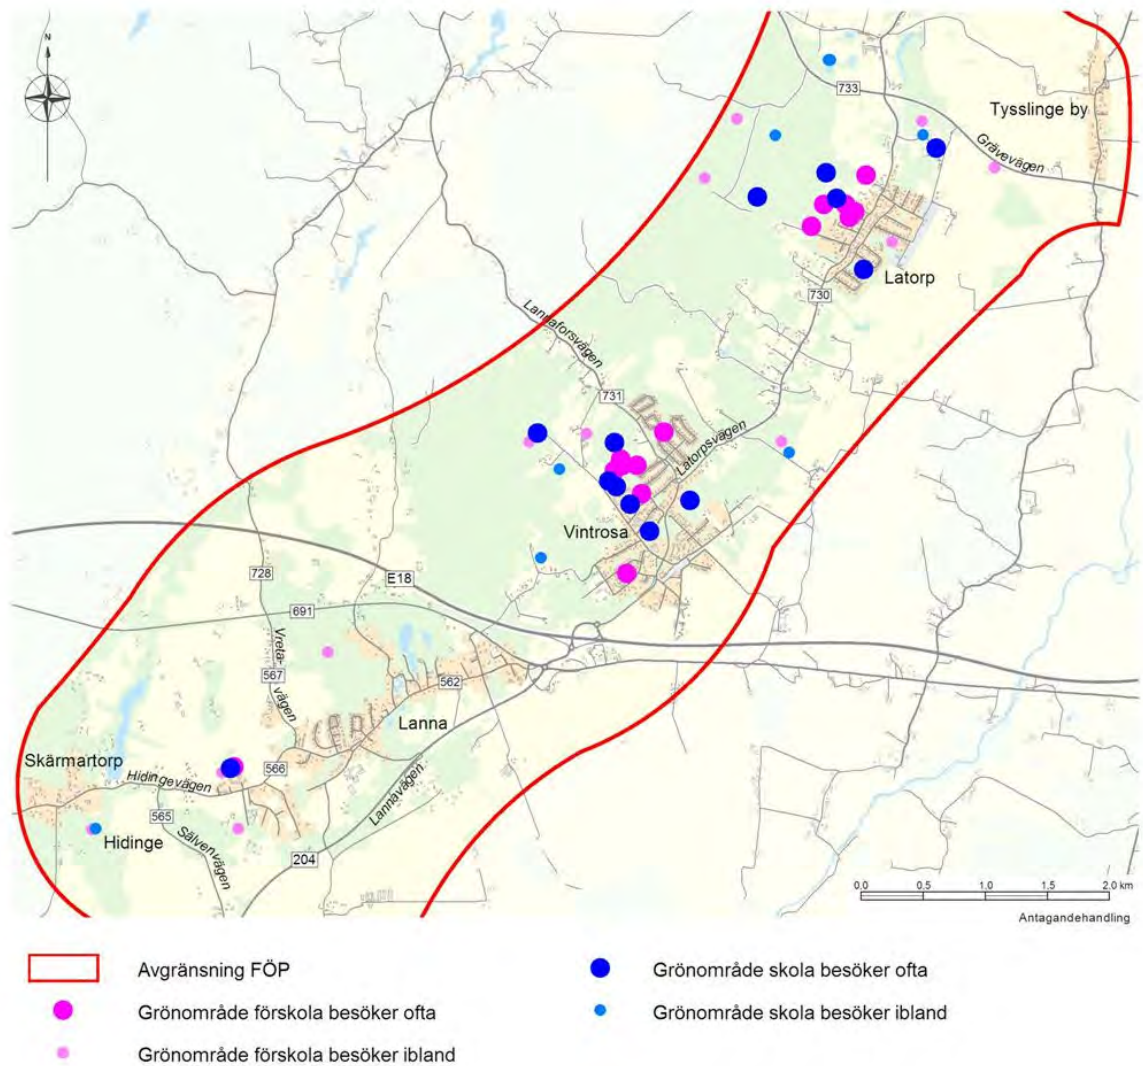 N
733
Tysslinge by
Grävevägen
Latorp
730
Lannaforsvägen
731
Latorpsvägen
Vintrosa
E18
728
691
Vreta-
vägen
567
562
Lanna
Skärmartorp
566
Hidingevägen
Lannavägen
565
Hidinge
Sälvenvägen
204
0,0 0,5 1,0 1,5 2,0 km
Antagandehandling
Avgränsning FÖP
Grönområde förskola besöker ofta
Grönområde förskola besöker ibland
Grönområde skola besöker ofta
Grönområde skola besöker ibland